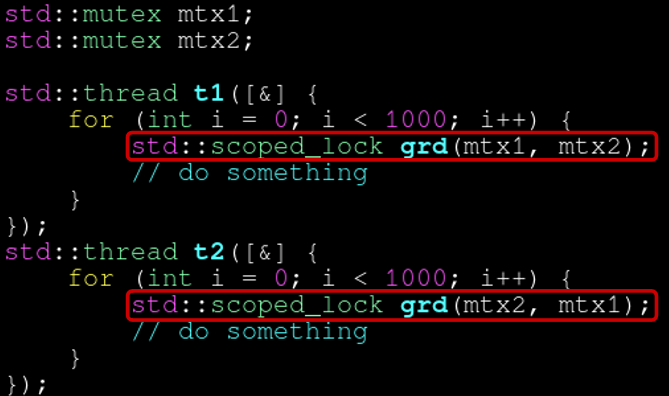 std::mutex mtx1;
std::mutex mtx2;

std::thread t1([&] {
    for (int i = 0; i < 1000; i++) {
        std::scoped_lock grd(mtx1, mtx2);
        // do something
    }
});
std::thread t2([&] {
    for (int i = 0; i < 1000; i++) {
        std::scoped_lock grd(mtx2, mtx1);
        // do something
    }
});